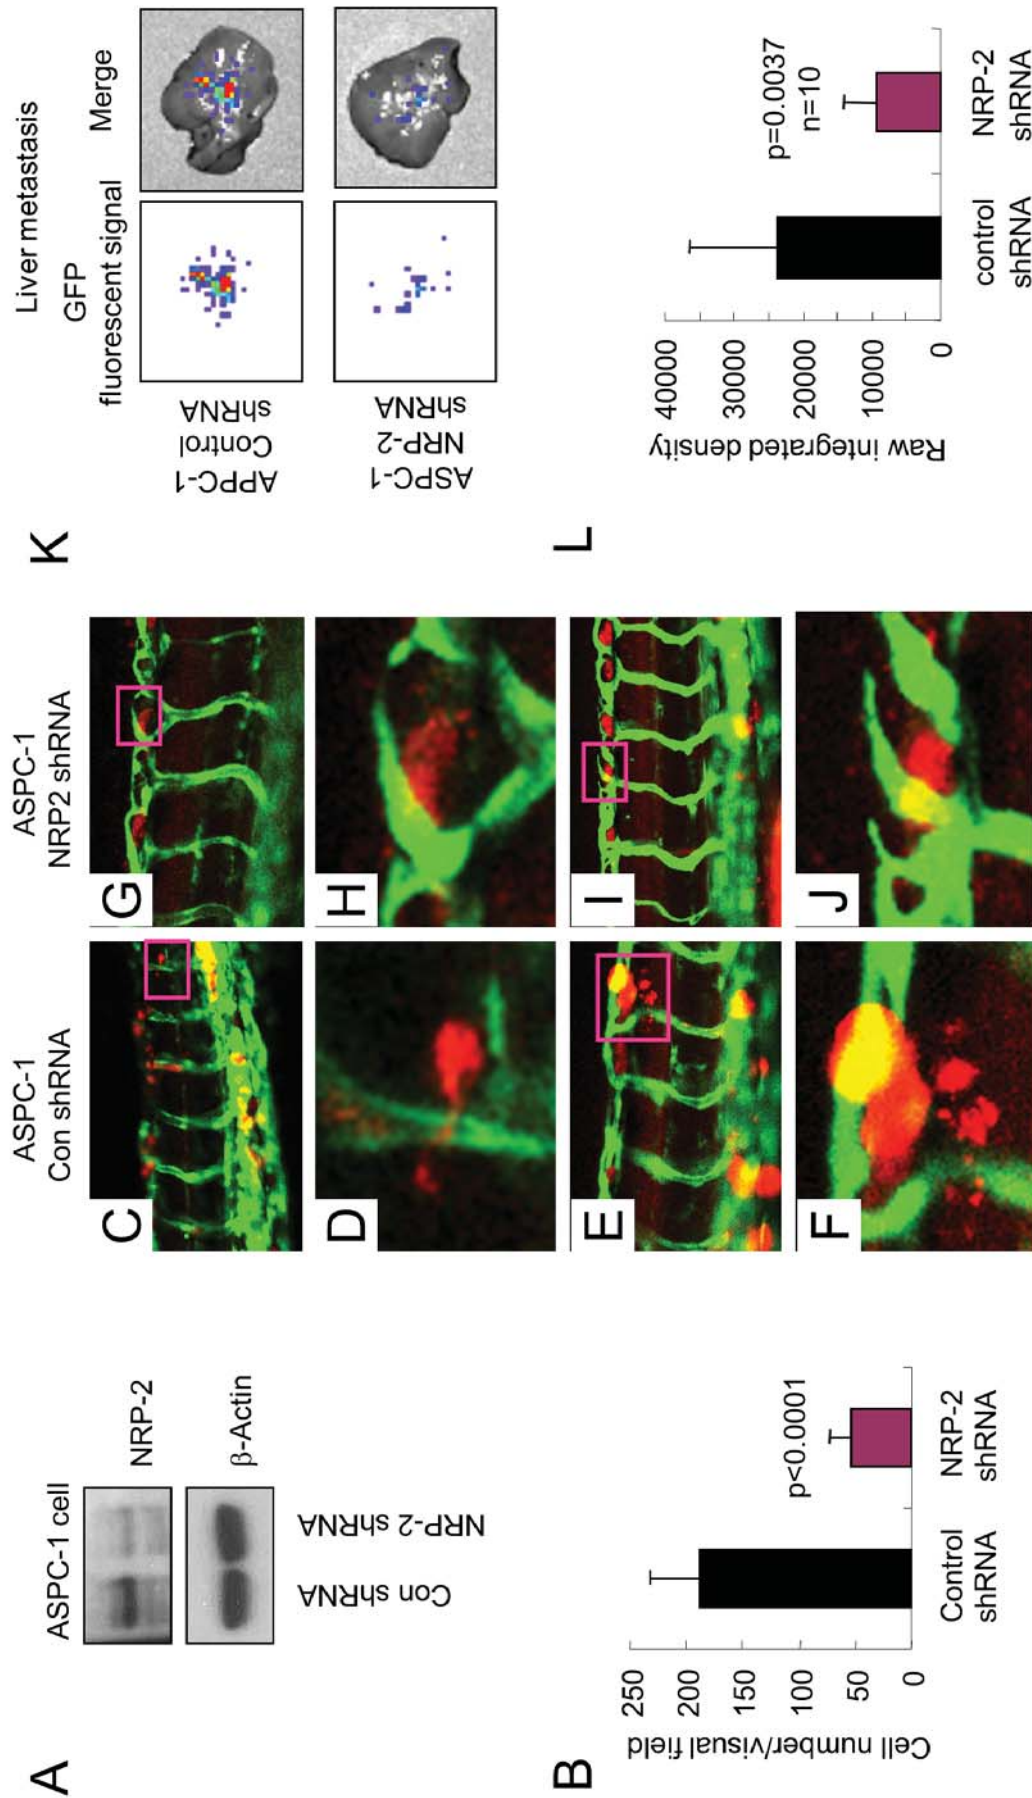 A
ASPC-1 cell
NRP-2
β-Actin
Con shRNA
NRP-2 shRNA
B
Cell number/visual field
250
200
150
100
50
0
p<0.0001
Control
shRNA
NRP-2
shRNA
ASPC-1
Con shRNA
C
D
E
F
ASPC-1
NRP2 shRNA
G
H
I
J
K
Liver metastasis
GFP
fluorescent signal
Merge
APPC-1
Control
shRNA
ASPC-1
NRP-2
shRNA
L
Raw integrated density
40000
30000
20000
10000
0
p=0.0037
n=10
control
shRNA
NRP-2
shRNA